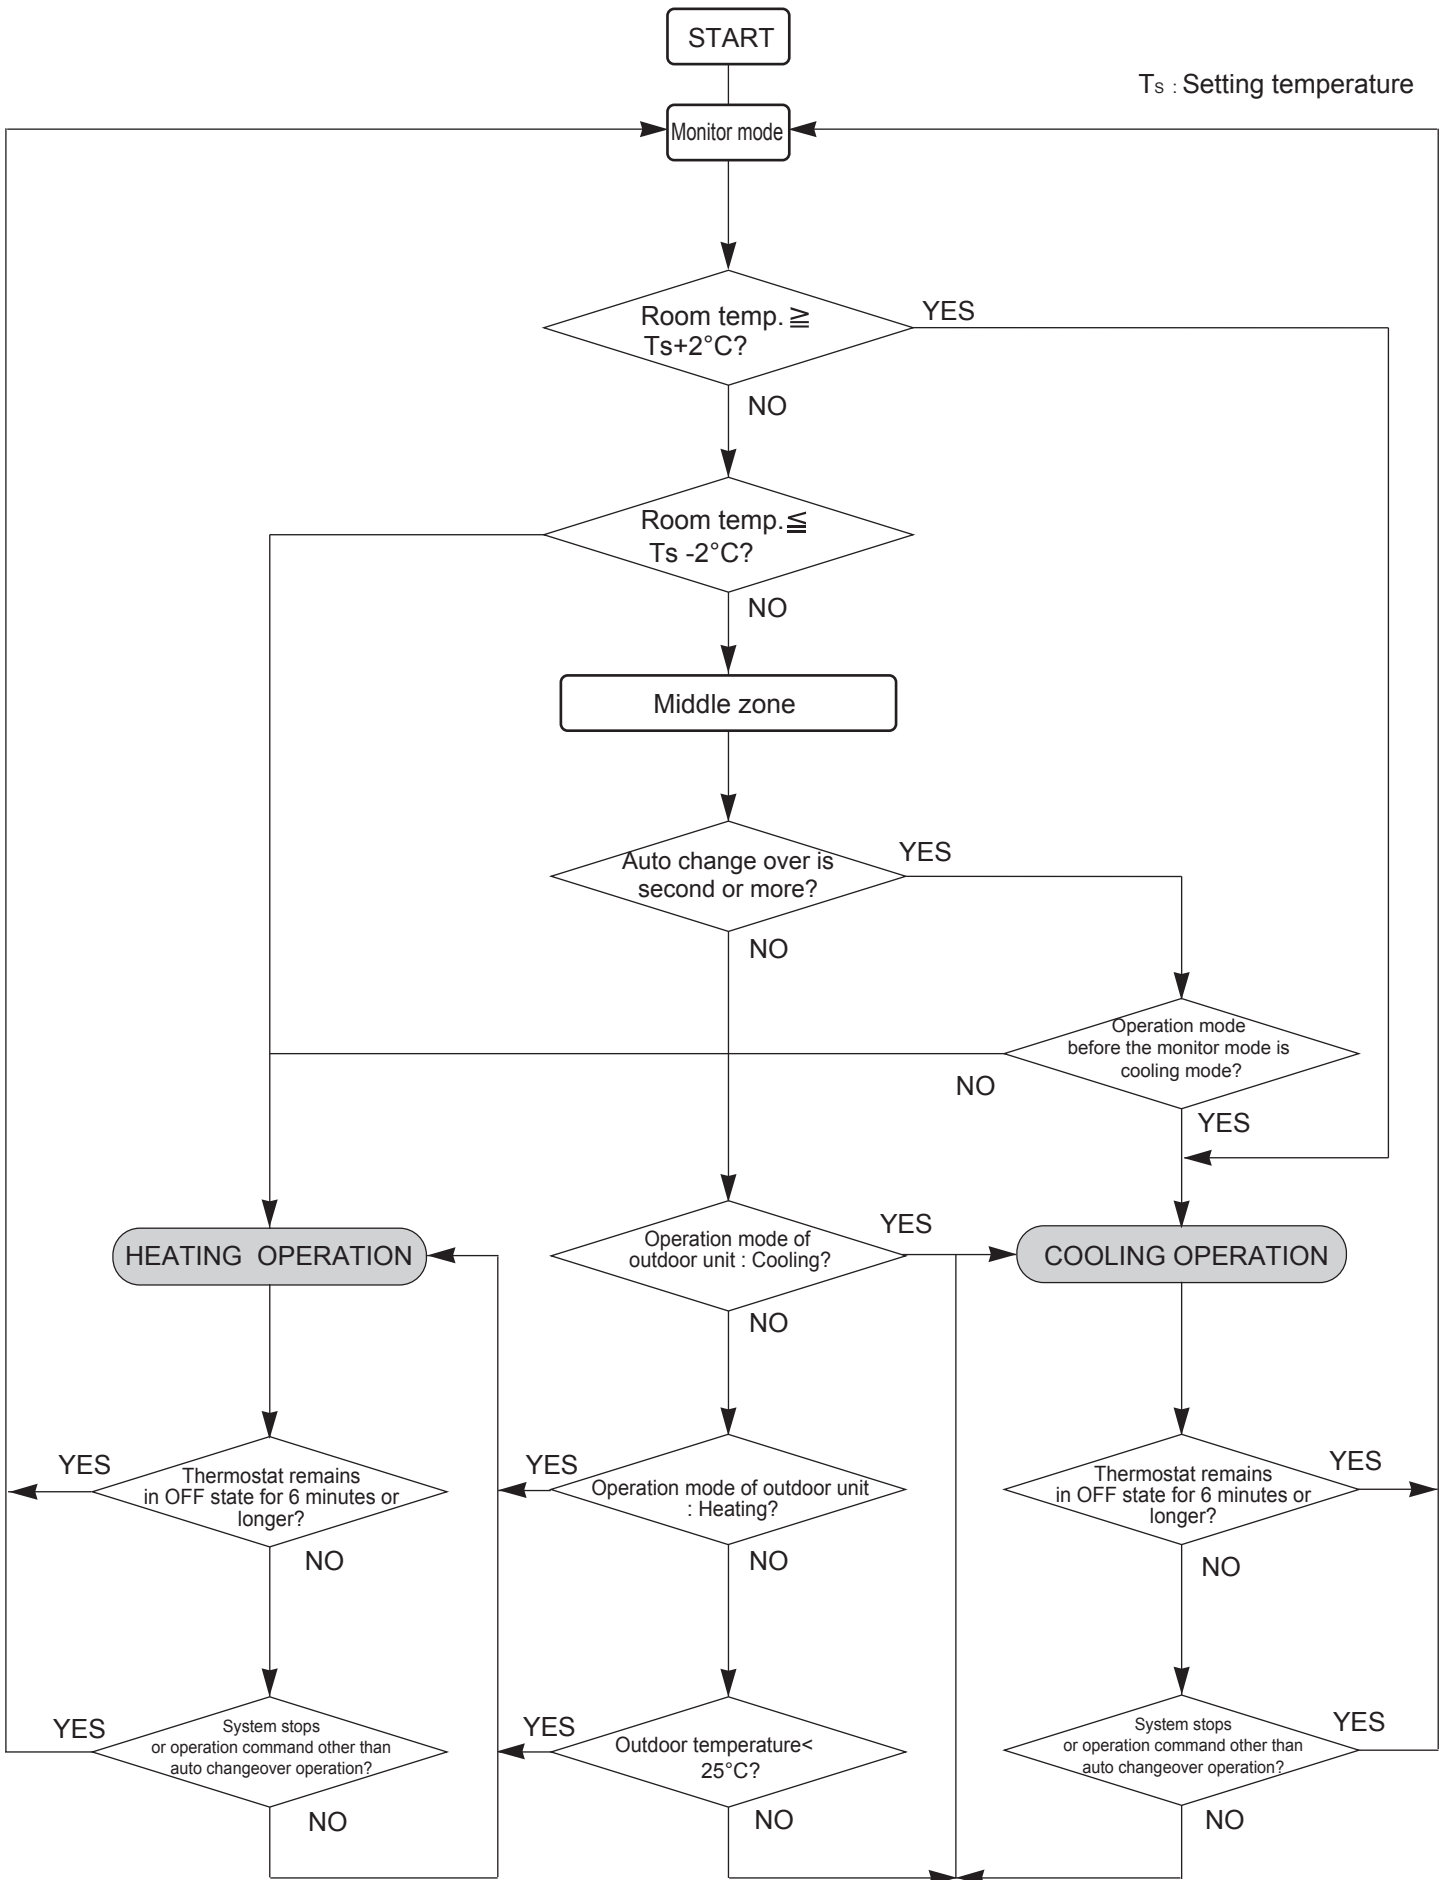 START
Ts : Setting temperature
Monitor mode
Room temp. ≧
Ts+2°C?
YES
NO
Room temp.≦
Ts -2°C?
NO
Middle zone
Auto change over is
second or more?
YES
NO
Operation mode
before the monitor mode is
cooling mode?
NO
YES
HEATING OPERATION
Operation mode of
outdoor unit : Cooling?
YES
NO
COOLING OPERATION
YES
Thermostat remains
in OFF state for 6 minutes or
longer?
NO
YES
Operation mode of outdoor unit
: Heating?
NO
Thermostat remains
in OFF state for 6 minutes or
longer?
YES
NO
YES
System stops
or operation command other than
auto changeover operation?
NO
YES
Outdoor temperature<
25°C?
NO
System stops
or operation command other than
auto changeover operation?
YES
NO